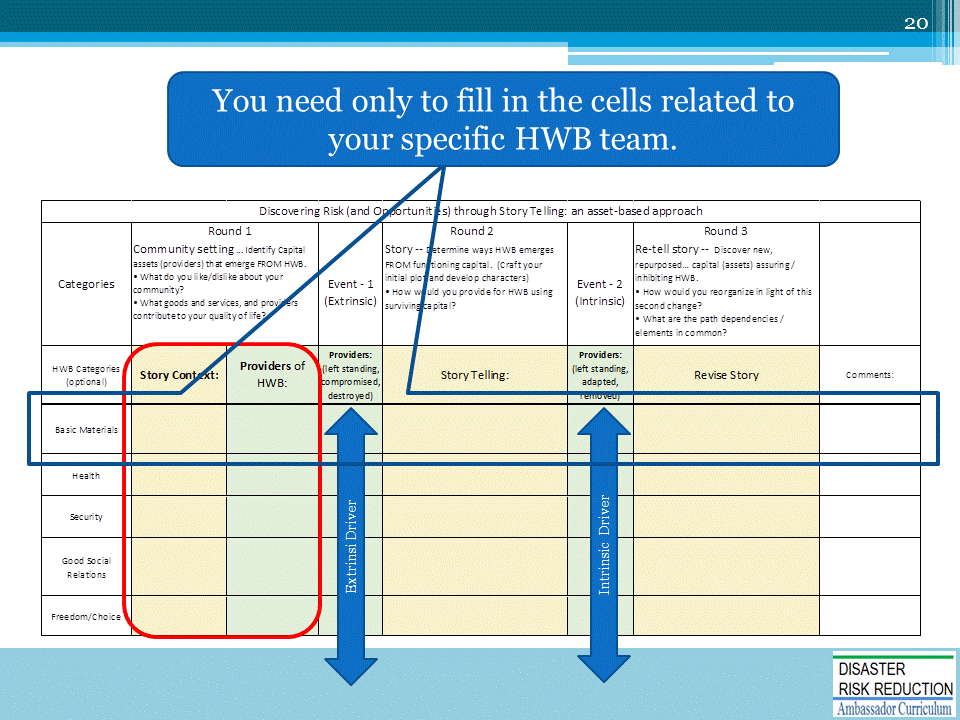 20
You need only to fill in the cells related to
your specific HWB team.
Discovering Risk (and Opportunities) through Story Telling: an asset-based approach
Categories
Round 1
Community setting ... Identify Capital
assets (providers) that emerge FROM HWB.
• What do you like/dislike about your
community?
• What goods and services, and providers
contribute to your quality of life?
Event - 1
(Extrinsic)
Round 2
Story -- Determine ways HWB emerges
FROM functioning capital. (Craft your
initial plot and develop characters)
• How would you provide for HWB using
surviving capital?
Event - 2
(Intrinsic)
Round 3
Re-tell story -- Discover new,
repurposed... capital (assets) assuring /
inhibiting HWB.
• How would you reorganize in light of this
second change?
• What are the path dependencies /
elements in common?
HWB Categories
(optional)
Story Context:
Providers of
HWB:
Providers:
(left standing,
compromised,
destroyed)
Story Telling:
Providers:
(left standing,
adapted,
removed)
Revise Story
Comments:
Basic Materials
Health
Security
Good Social
Relations
Freedom/Choice
Extrinsi Driver
Intrinsic Driver
DISASTER
RISK REDUCTION
Ambassador Curriculum